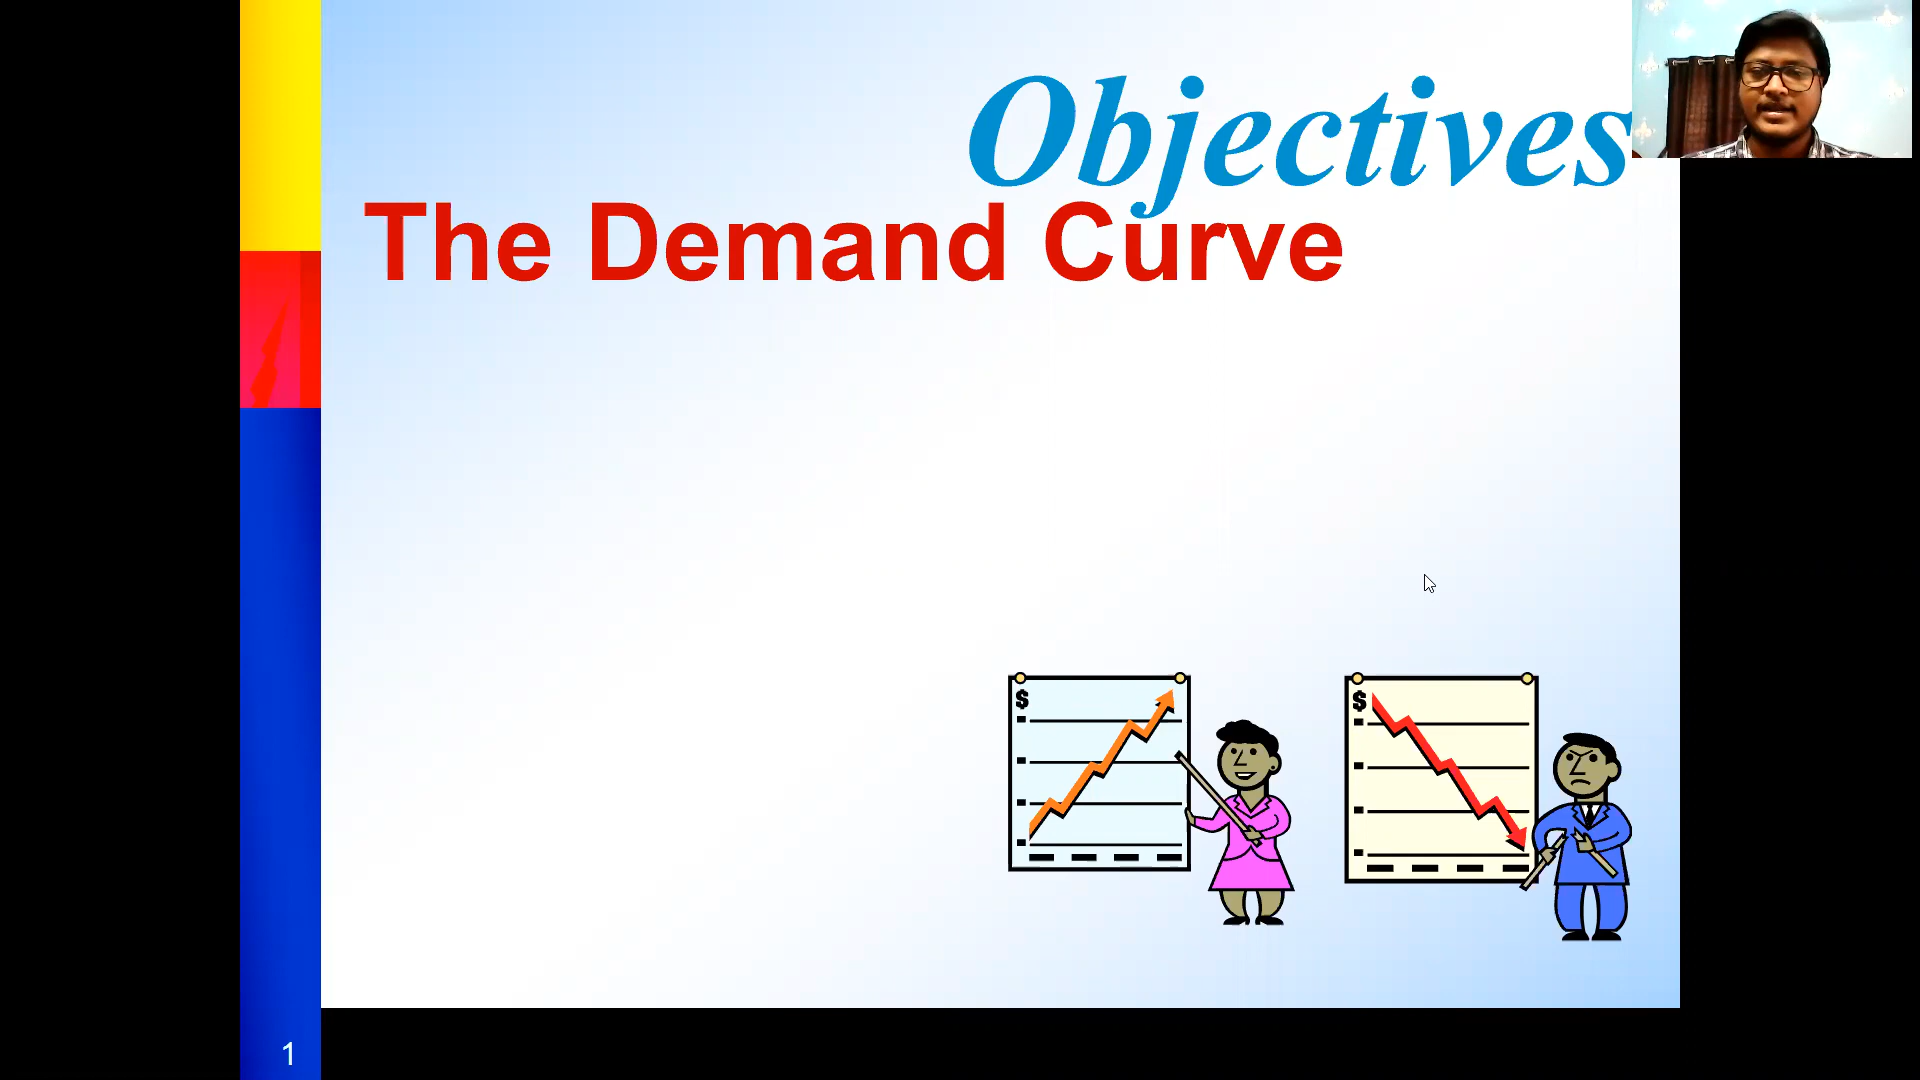 Objectives
The Demand Curve
$
$
1